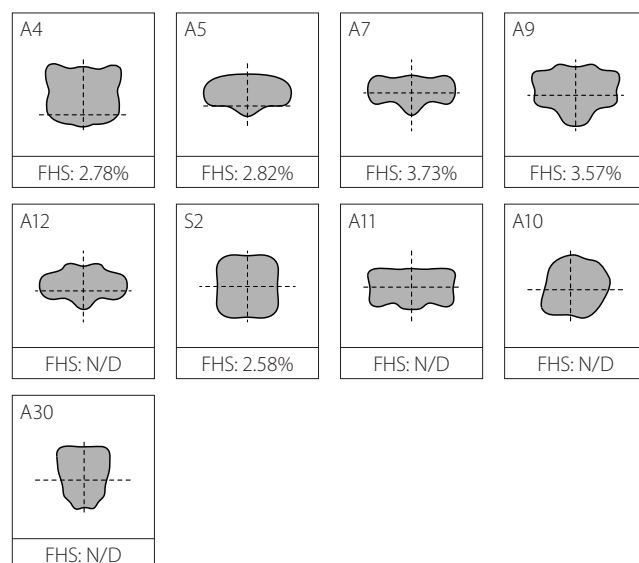 A4
A5
A7
A9
FHS: 2.78%
FHS: 2.82%
FHS: 3.73%
FHS: 3.57%
A12
S2
A11
A10
FHS: N/D
FHS: 2.58%
FHS: N/D
FHS: N/D
A30
FHS: N/D